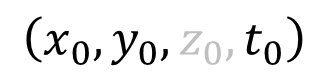 (x₀, y₀, z₀, t₀)